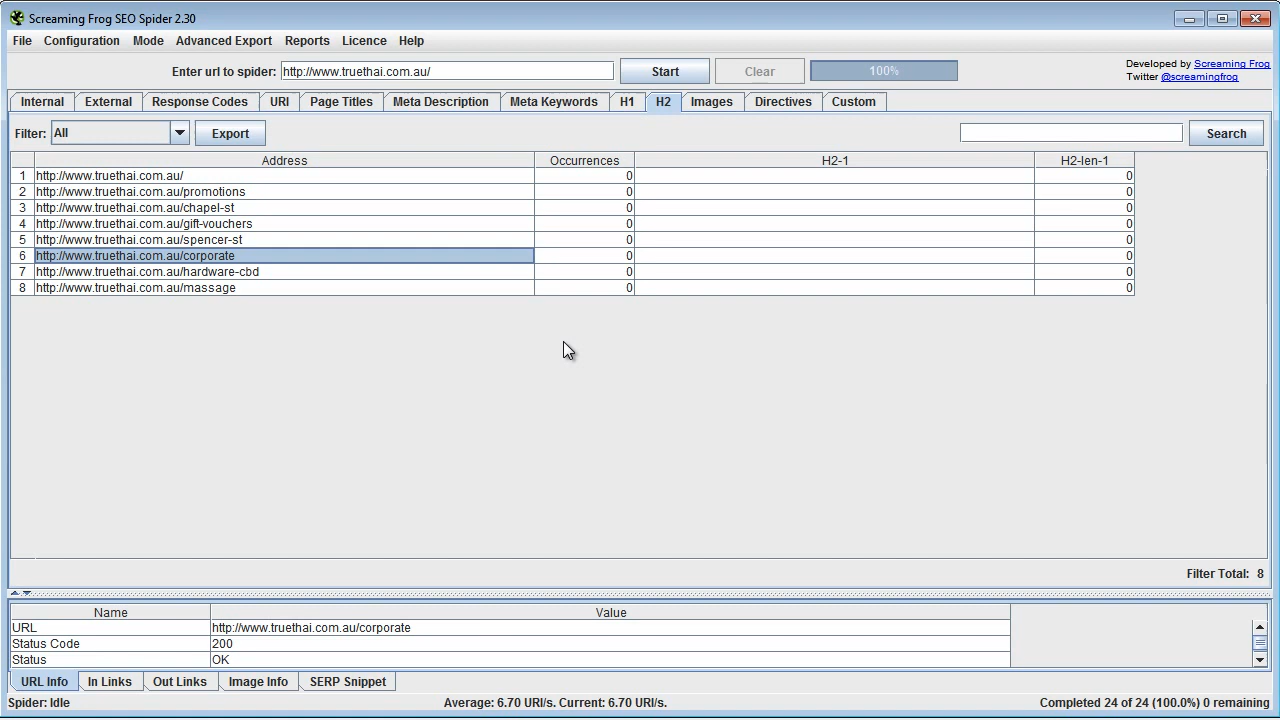 Screaming Frog SEO Spider 2.30
File Configuration Mode Advanced Export Reports Licence Help
Enter url to spider: http://www.truethai.com.au/ Start Clear 100% Developed by Screaming Frog
Twitter @screamingfrog
Internal External Response Codes URI Page Titles Meta Description Meta Keywords H1 H2 Images Directives Custom
Filter: All Export Search
Address Occurrences H2-1 H2-len-1
1 http://www.truethai.com.au/ 0 0
2 http://www.truethai.com.au/promotions 0 0
3 http://www.truethai.com.au/chapel-st 0 0
4 http://www.truethai.com.au/gift-vouchers 0 0
5 http://www.truethai.com.au/spencer-st 0 0
6 http://www.truethai.com.au/corporate 0 0
7 http://www.truethai.com.au/hardware-cbd 0 0
8 http://www.truethai.com.au/massage 0 0
Filter Total: 8
Name Value
URL http://www.truethai.com.au/corporate
Status Code 200
Status OK
URL Info In Links Out Links Image Info SERP Snippet
Spider: Idle Average: 6.70 URI/s. Current: 6.70 URI/s. Completed 24 of 24 (100.0%) 0 remaining